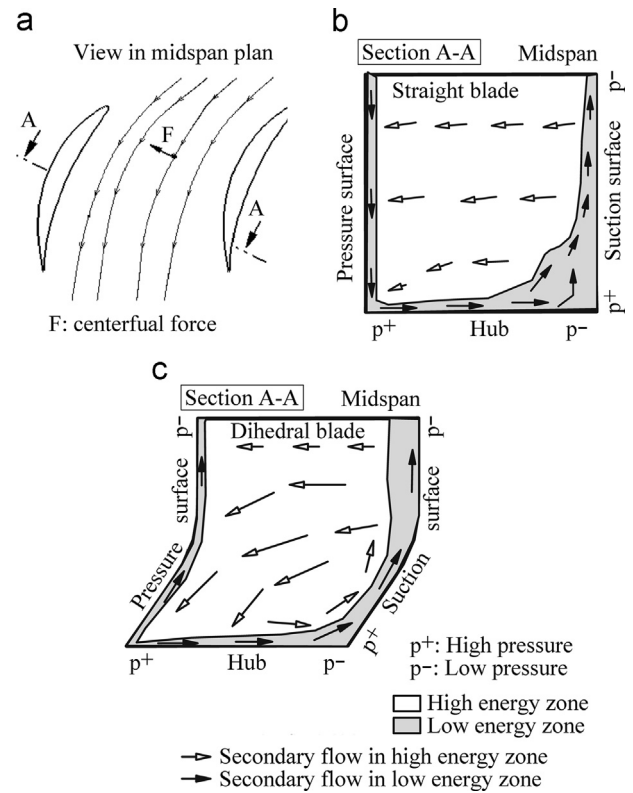 a
View in midspan plan
A
F
A
F: centerfual force
b
Section A-A Midspan
Straight blade
Pressure surface
p-
Suction surface
p+
p+ Hub p-
c
Section A-A Midspan
p-
Dihedral blade
p-
surface
surface
Pressure
Suction
p+
p+ Hub p-
p+: High pressure
p-: Low pressure
High energy zone
Low energy zone
Secondary flow in high energy zone
Secondary flow in low energy zone